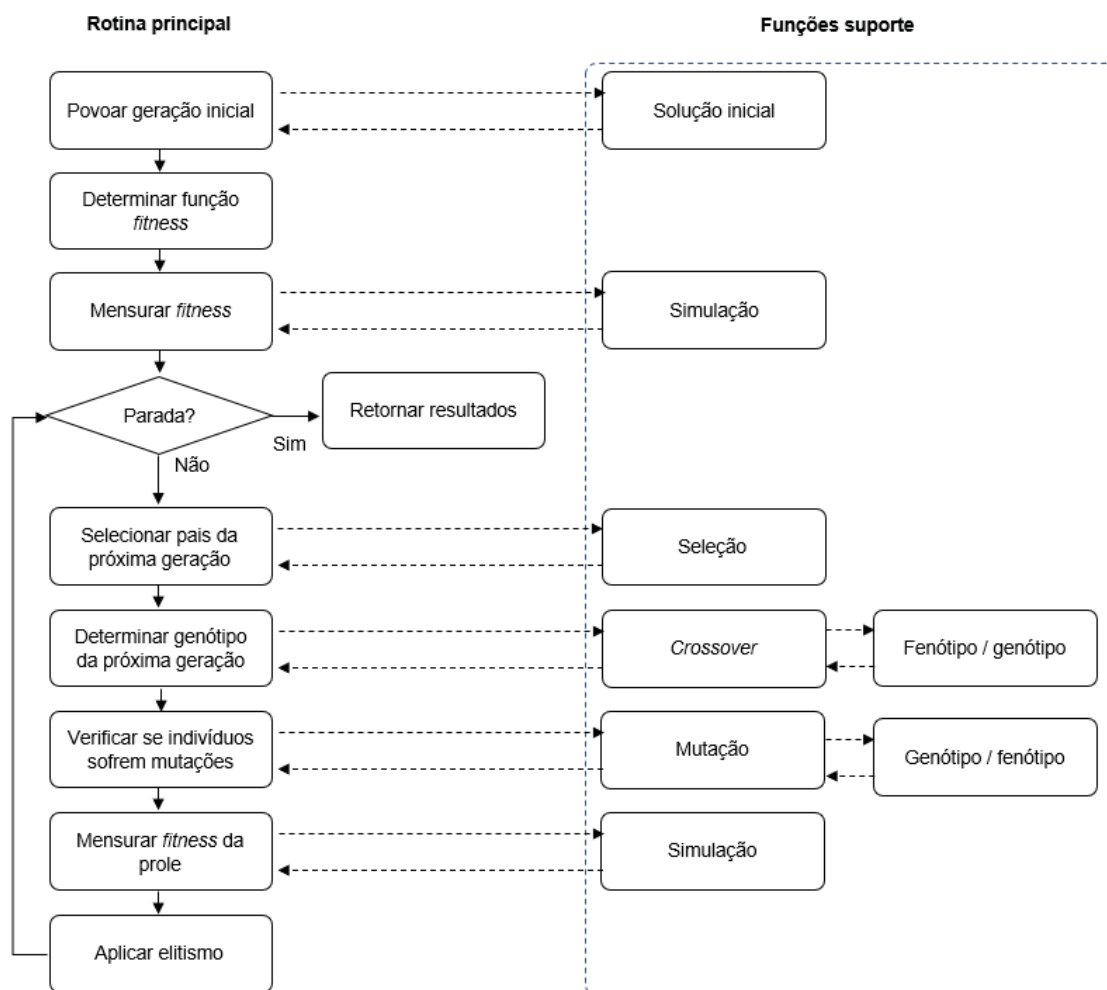 Rotina principal
Funções suporte
Povoar geração inicial
Solução inicial
Determinar função
fitness
Mensurar fitness
Simulação
Parada?
Retornar resultados
Sim
Não
Selecionar pais da
próxima geração
Seleção
Determinar genótipo
da próxima geração
Crossover
Fenótipo / genótipo
Verificar se indivíduos
sofrem mutações
Mutação
Genótipo / fenótipo
Mensurar fitness da
prole
Simulação
Aplicar elitismo